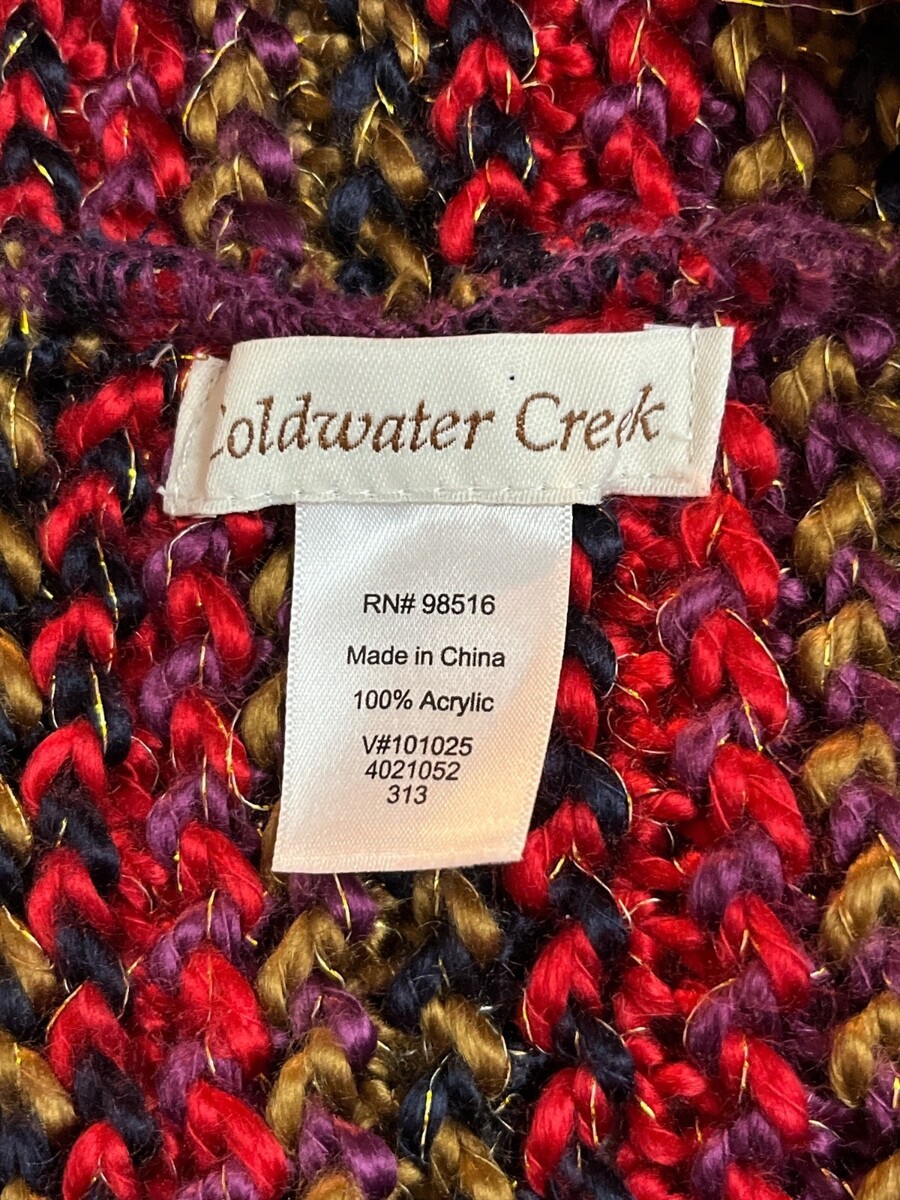 Coldwater Creek
RN# 98516
Made in China
100% Acrylic
V#101025
4021052
313